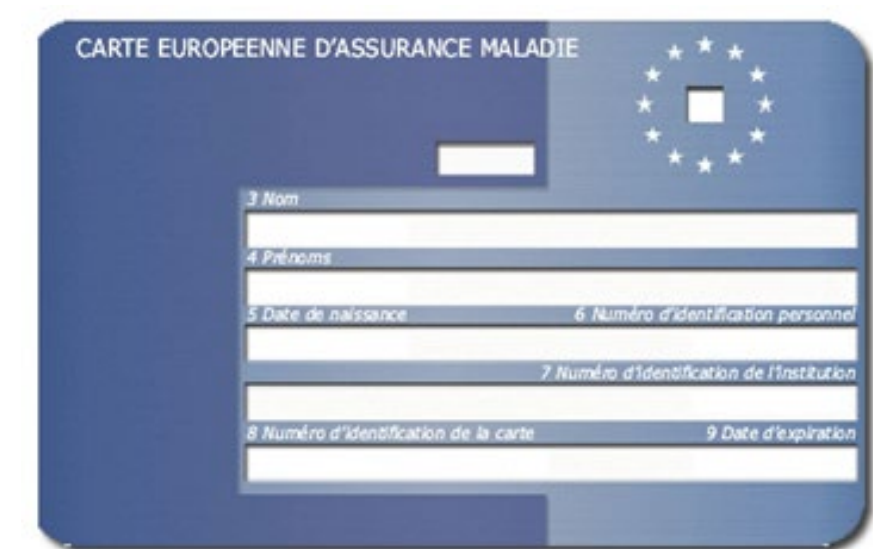 CARTE EUROPEENNE D'ASSURANCE MALADIE
3 Nom
4 Prénoms
5 Date de naissance 6 Numéro d'identification personnel
7 Numéro d'identification de l'institution
8 Numéro d'identification de la carte 9 Date d'expiration